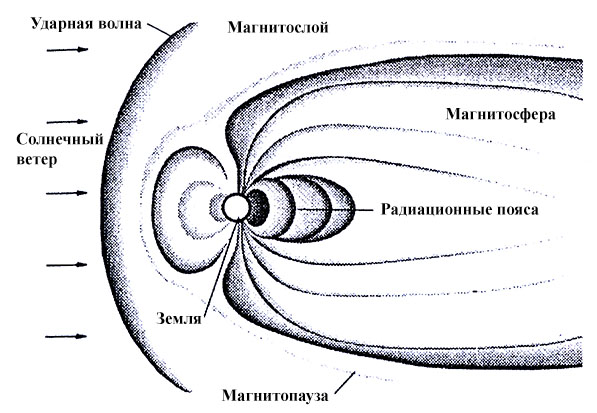 Ударная волна
Магнитослой
Магнитосфера
Солнечный
ветер
Радиационные пояса
Земля
Магнитопауза